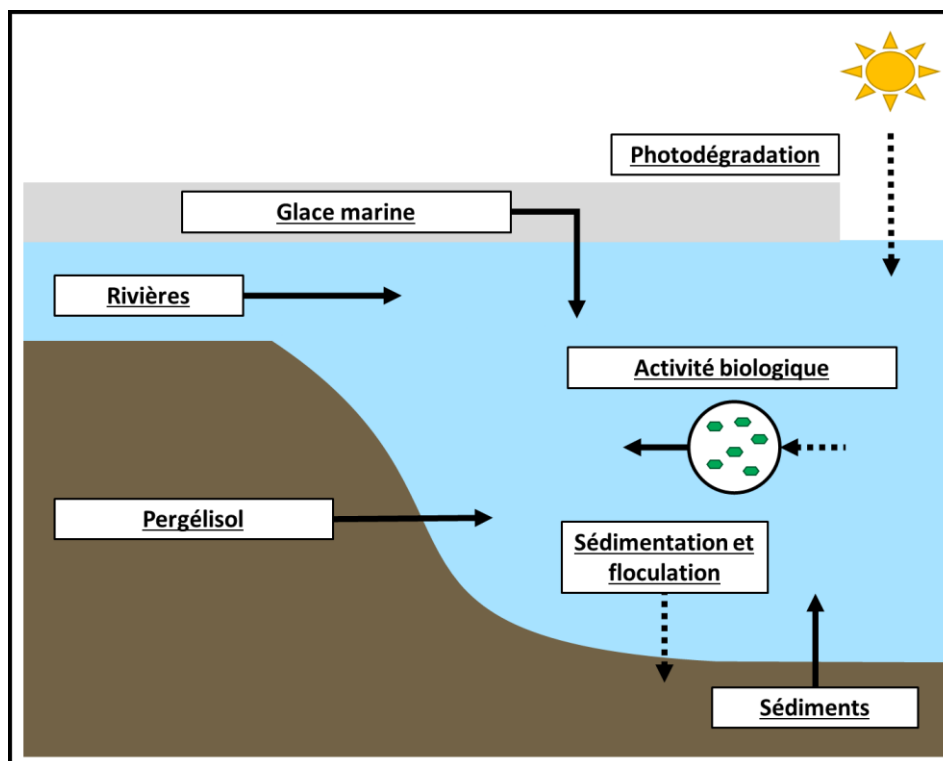 Photodégradation
Glace marine
Rivières
Activité biologique
Pergélisol
Sédimentation et
floculation
Sédiments